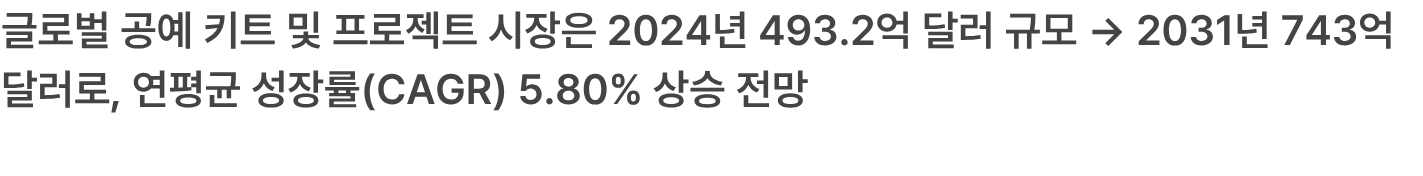 글로벌 공예 키트 및 프로젝트 시장은 2024년 493.2억 달러 규모 → 2031년 743억
달러로, 연평균 성장률(CAGR) 5.80% 상승 전망